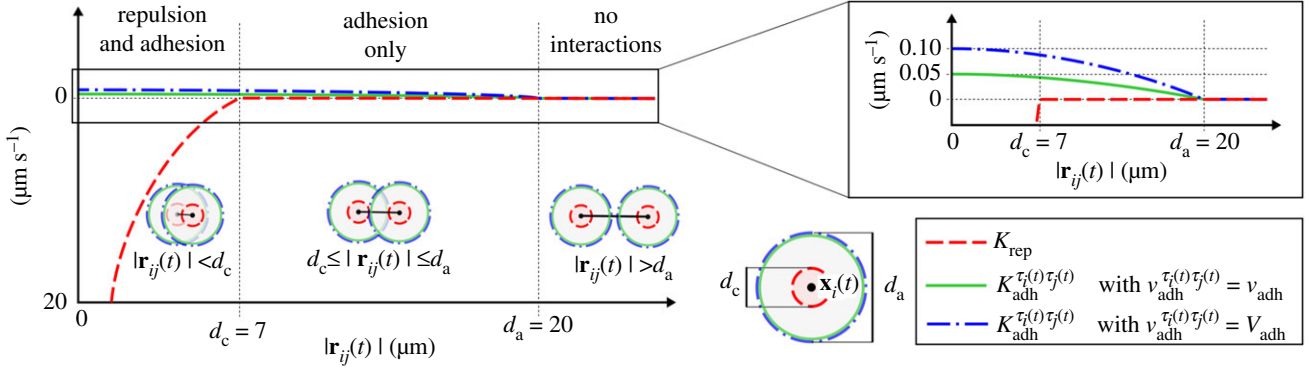 repulsion
and adhesion
adhesion
only
no
interactions
0
20
(μm s⁻¹)
|r_ij(t)| <d_c
d_c ≤ | r_ij(t)| ≤d_a
|r_ij(t)| >d_a
0
d_c = 7
d_a = 20
|r_ij(t)| (μm)
0.10
0.05
0
(μm s⁻¹)
0
d_c = 7
d_a = 20
|r_ij(t)| (μm)
d_c
x_i(t)
d_a
K_rep
K_adh^τ_i(t)τ_j(t) with v_adh^τ_i(t)τ_j(t) = v_adh
K_adh^τ_i(t)τ_j(t) with v_adh^τ_i(t)τ_j(t) = V_adh